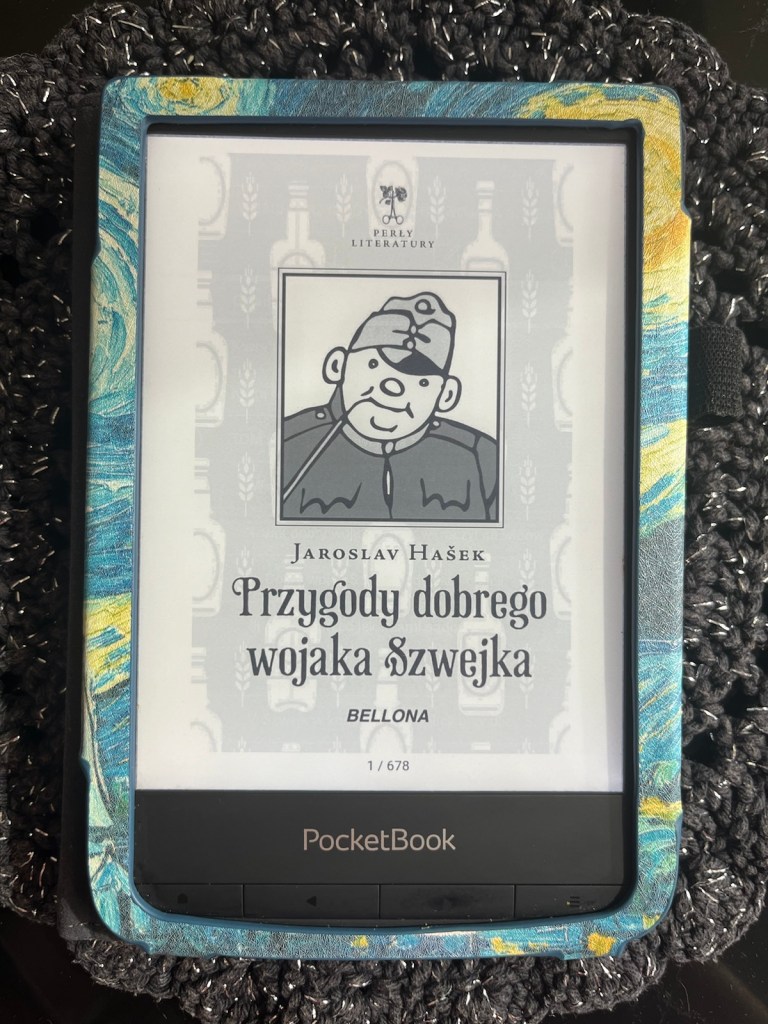 PERŁY
LITERATURY
JAROSLAV HAŠEK
Przygody dobrego
wojaka Szwejka
BELLONA
1 / 678
PocketBook